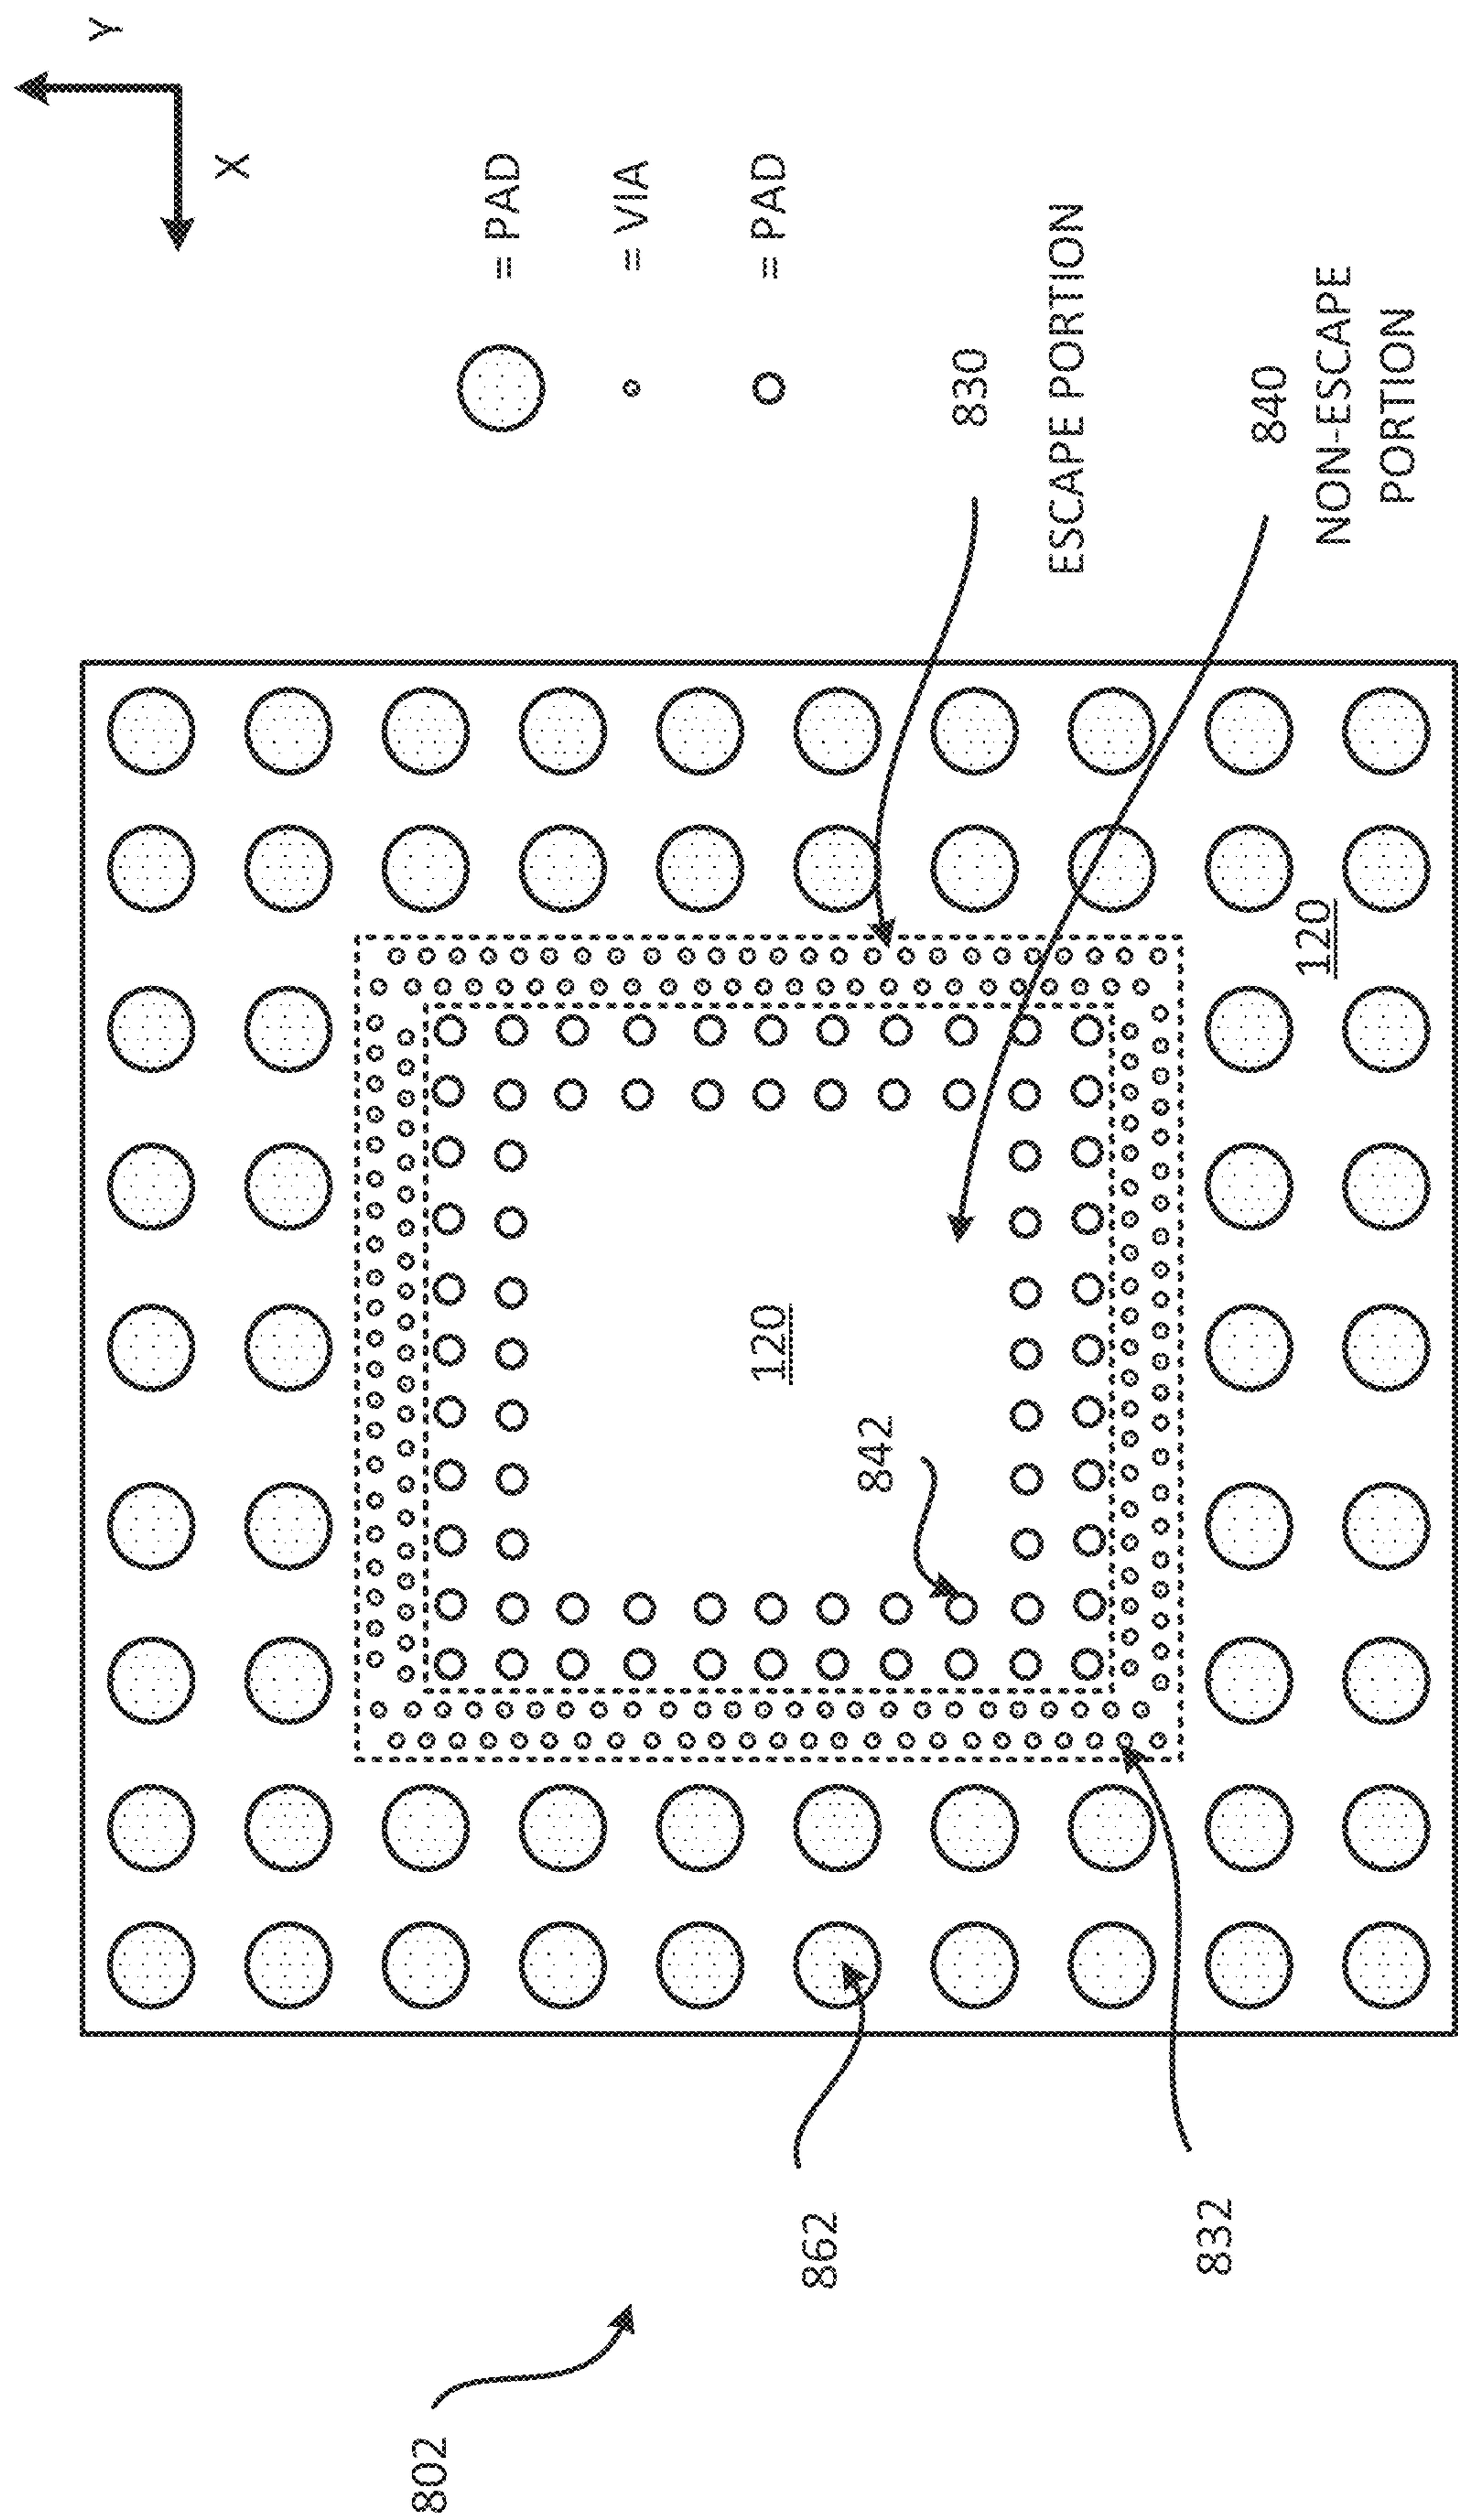 Y
X
= PAD
= VIA
= PAD
830
ESCAPE PORTION
840
NON-ESCAPE
PORTION
120
120
842
862
832
802